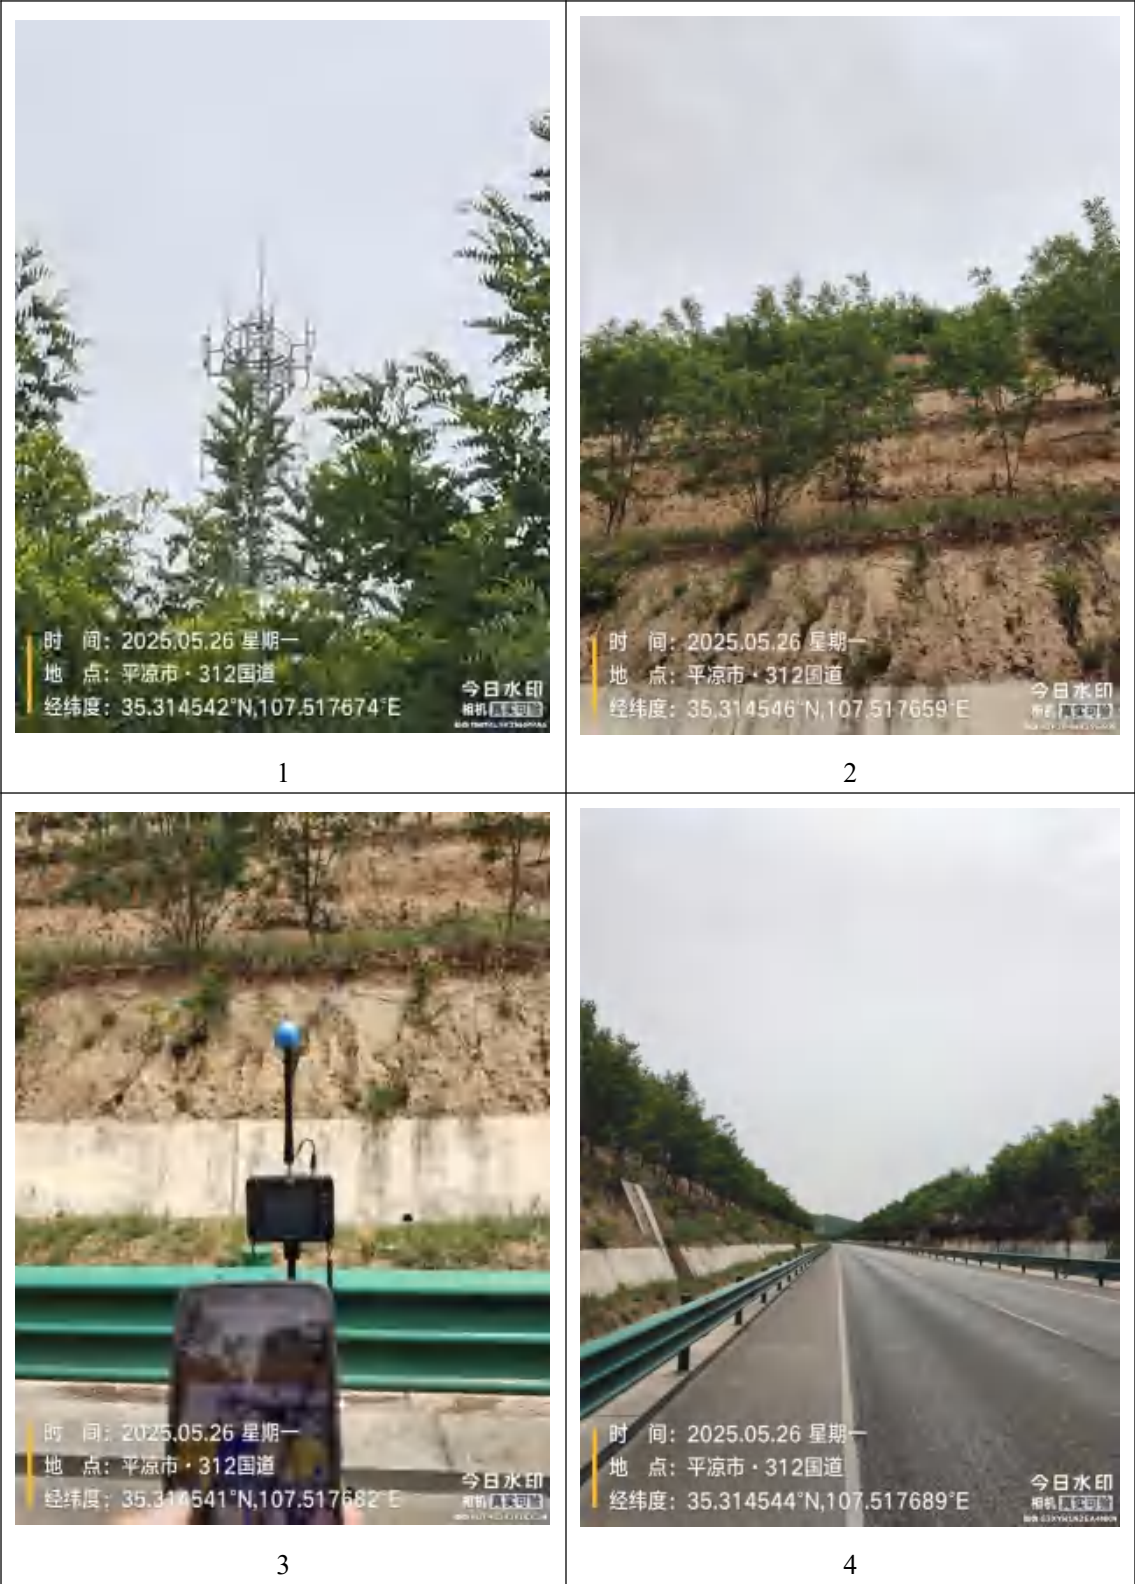 时 间：2025.05.26 星期一
地 点：平凉市·312国道
经纬度：35.314542°N,107.517674°E
今日水印
相机 真实可验
1
时 间：2025.05.26 星期一
地 点：平凉市·312国道
经纬度：35.314546°N,107.517659°E
今日水印
相机 真实可验
2
时 间：2025.05.26 星期一
地 点：平凉市·312国道
经纬度：35.314541°N,107.517682°E
今日水印
相机 真实可验
3
时 间：2025.05.26 星期一
地 点：平凉市·312国道
经纬度：35.314544°N,107.517689°E
今日水印
相机 真实可验
4